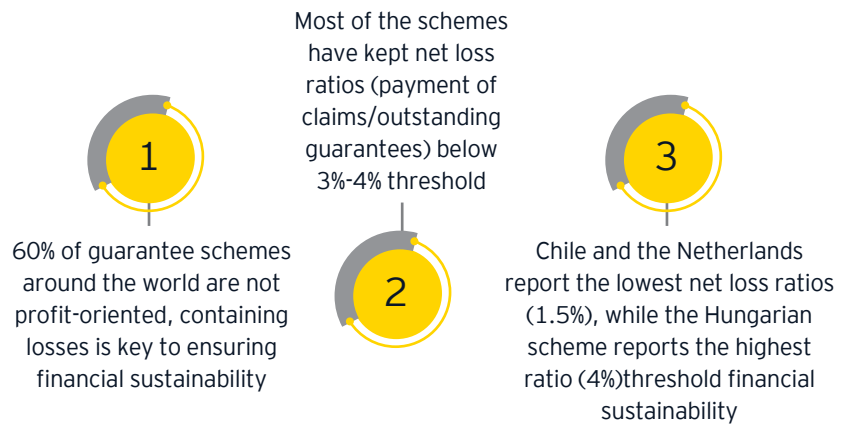 1
60% of guarantee schemes
around the world are not
profit-oriented, containing
losses is key to ensuring
financial sustainability
Most of the schemes
have kept net loss
ratios (payment of
claims/outstanding
guarantees) below
3%-4% threshold
2
3
Chile and the Netherlands
report the lowest net loss ratios
(1.5%), while the Hungarian
scheme reports the highest
ratio (4%)threshold financial
sustainability